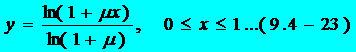 y = ln(1 + μx) / ln(1 + μ), 0 ≤ x ≤ 1...(9.4 − 23)